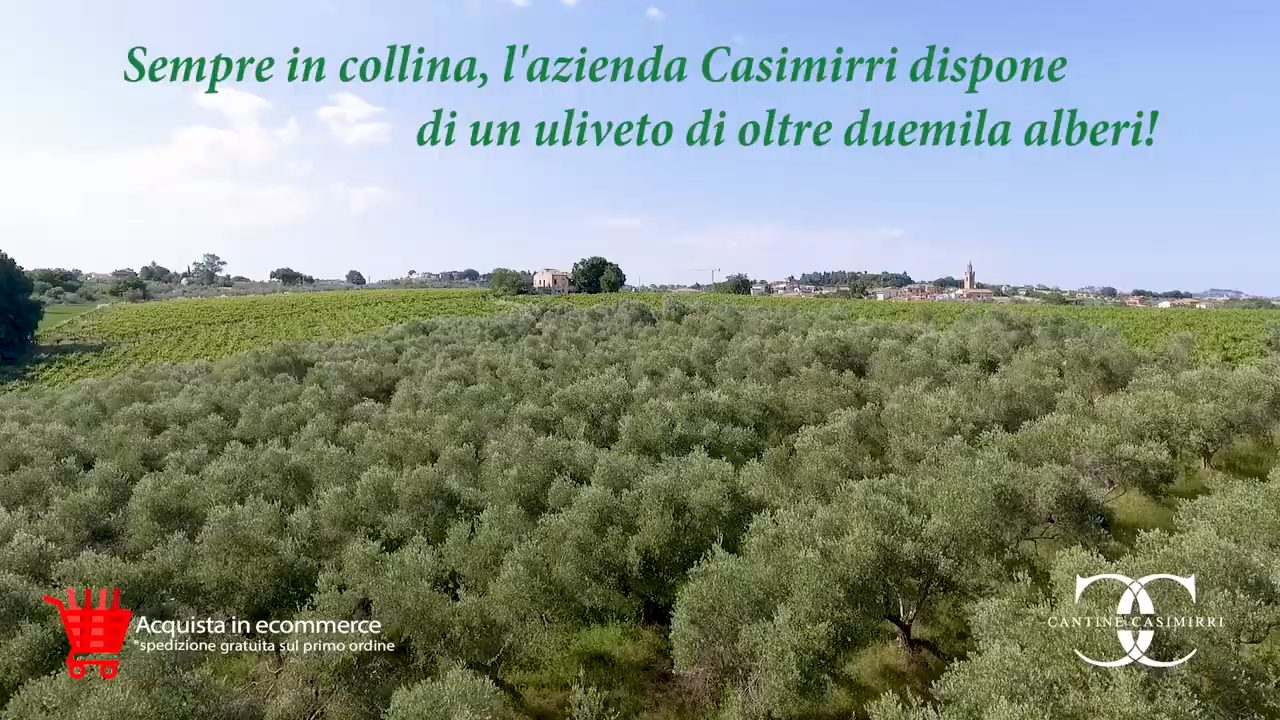 Sempre in collina, l'azienda Casimirri dispone
di un uliveto di oltre duemila alberi!
Acquista in ecommerce
*spedizione gratuita sul primo ordine
CANTINE CASIMIRRI